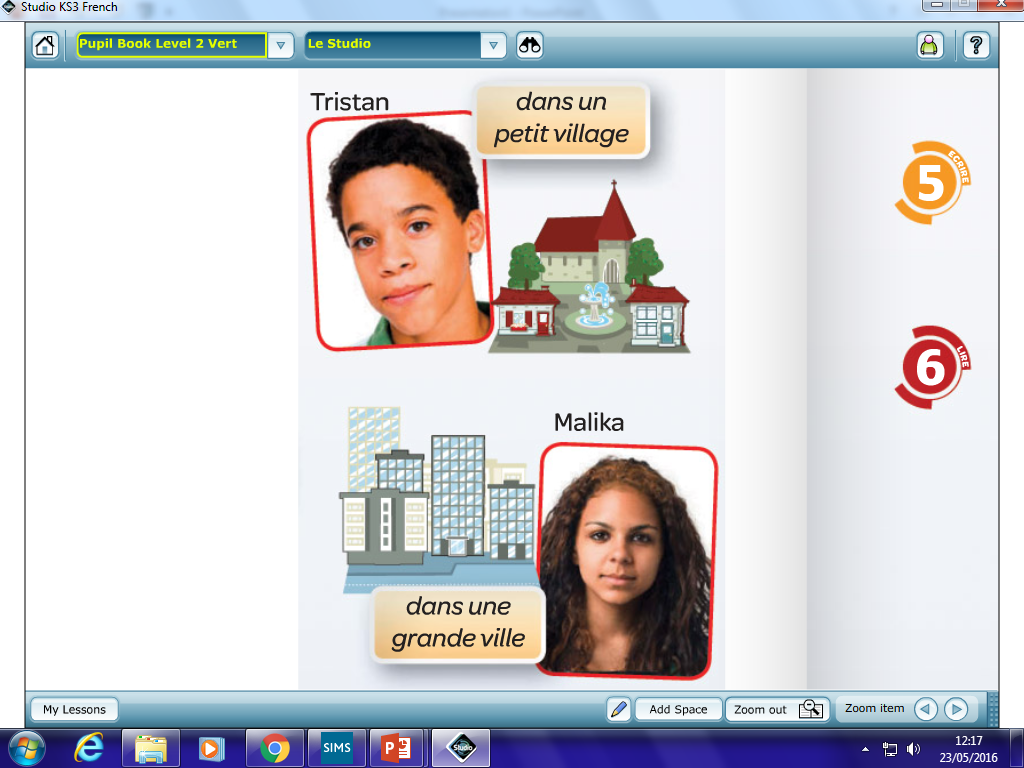 Studio KS3 French
Pupil Book Level 2 Vert
Le Studio
?
Tristan
dans un
petit village
5
ECRIRE
6
LIRE
Malika
dans une
grande ville
My Lessons
Add Space
Zoom out
Zoom item
SIMS
Studio
12:17
23/05/2016